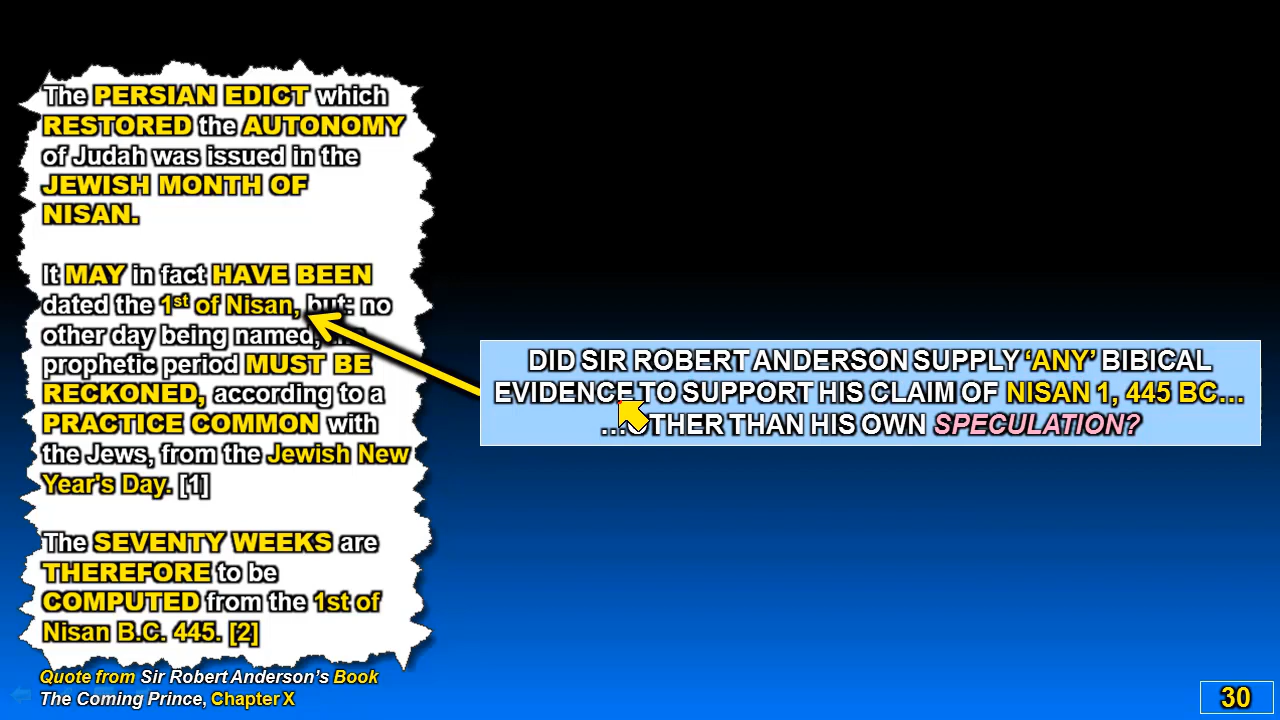 The PERSIAN EDICT which
RESTORED the AUTONOMY
of Judah was issued in the
JEWISH MONTH OF
NISAN.
It MAY in fact HAVE BEEN
dated the 1st of Nisan, but: no
other day being named,
prophetic period MUST BE
RECKONED, according to a
PRACTICE COMMON with
the Jews, from the Jewish New
Year's Day. [1]
The SEVENTY WEEKS are
THEREFORE to be
COMPUTED from the 1st of
Nisan B.C. 445. [2]
Quote from Sir Robert Anderson's Book
The Coming Prince, Chapter X
DID SIR ROBERT ANDERSON SUPPLY ‘ANY’ BIBICAL
EVIDENCE TO SUPPORT HIS CLAIM OF NISAN 1, 445 BC…
…OTHER THAN HIS OWN SPECULATION?
30